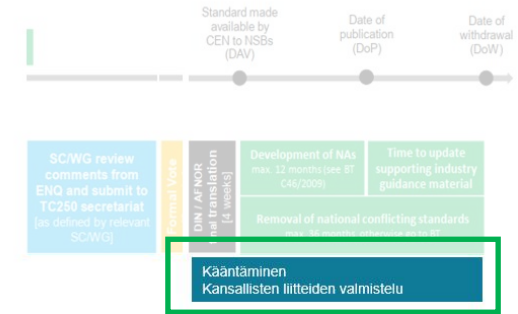 Standard made
available by
CEN to NSBs
(DAV)
Date of
publication
(DoP)
Date of
withdrawal
(DoW)
SC/WG review
comments from
ENQ and submit to
TC250 secretariat
[as defined by relevant
SC/WG]
Formal Vote
DIN / AFNOR
final translation
[4 weeks]
Development of NAs
max. 12 months (see BT
C46/2009)
Time to update
supporting industry
guidance material
Removal of national conflicting standards
max. 36 months, otherwise go to BT
Kääntäminen
Kansallisten liitteiden valmistelu